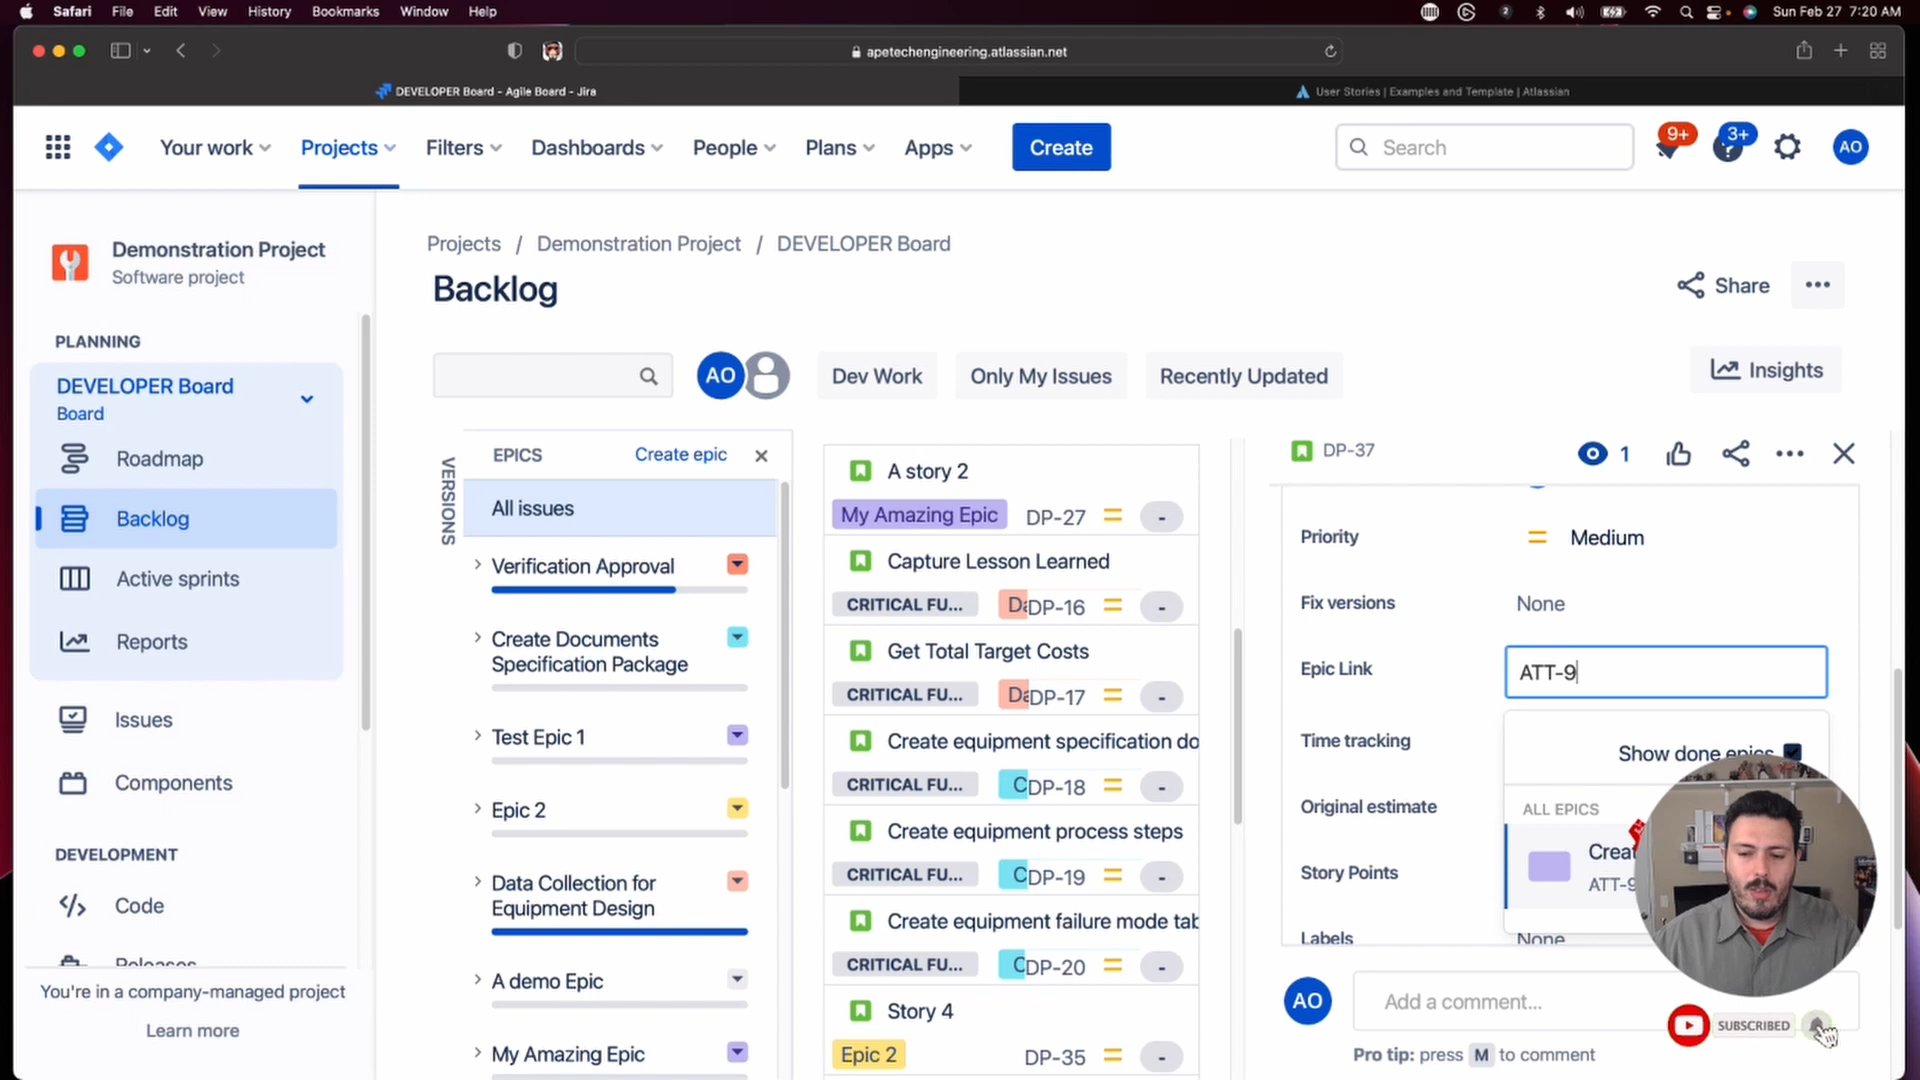 Safari File Edit View History Bookmarks Window Help
2
Sun Feb 27 7:20 AM
apetechengineering.atlassian.net
DEVELOPER Board - Agile Board - Jira
User Stories | Examples and Template | Atlassian
Your work Projects Filters Dashboards People Plans Apps Create
Search
9+
3+
AO
Demonstration Project
Software project
PLANNING
DEVELOPER Board
Board
Roadmap
Backlog
Active sprints
Reports
Issues
Components
DEVELOPMENT
Code
Releases
You're in a company-managed project
Learn more
Projects / Demonstration Project / DEVELOPER Board
Backlog
Share
AO
Dev Work
Only My Issues
Recently Updated
Insights
VERSIONS
EPICS
Create epic
All issues
Verification Approval
Create Documents
Specification Package
Test Epic 1
Epic 2
Data Collection for
Equipment Design
A demo Epic
My Amazing Epic
A story 2
My Amazing Epic DP-27 -
Capture Lesson Learned
CRITICAL FU... Da DP-16 -
Get Total Target Costs
CRITICAL FU... Da DP-17 -
Create equipment specification do
CRITICAL FU... C DP-18 -
Create equipment process steps
CRITICAL FU... C DP-19 -
Create equipment failure mode tab
CRITICAL FU... C DP-20 -
Story 4
Epic 2 DP-35 -
DP-37
1
Priority
Medium
Fix versions
None
Epic Link
ATT-9
Time tracking
Show done epics
Original estimate
ALL EPICS
Creat
ATT-9
Story Points
Labels
None
AO
Add a comment...
SUBSCRIBED
Pro tip: press M to comment